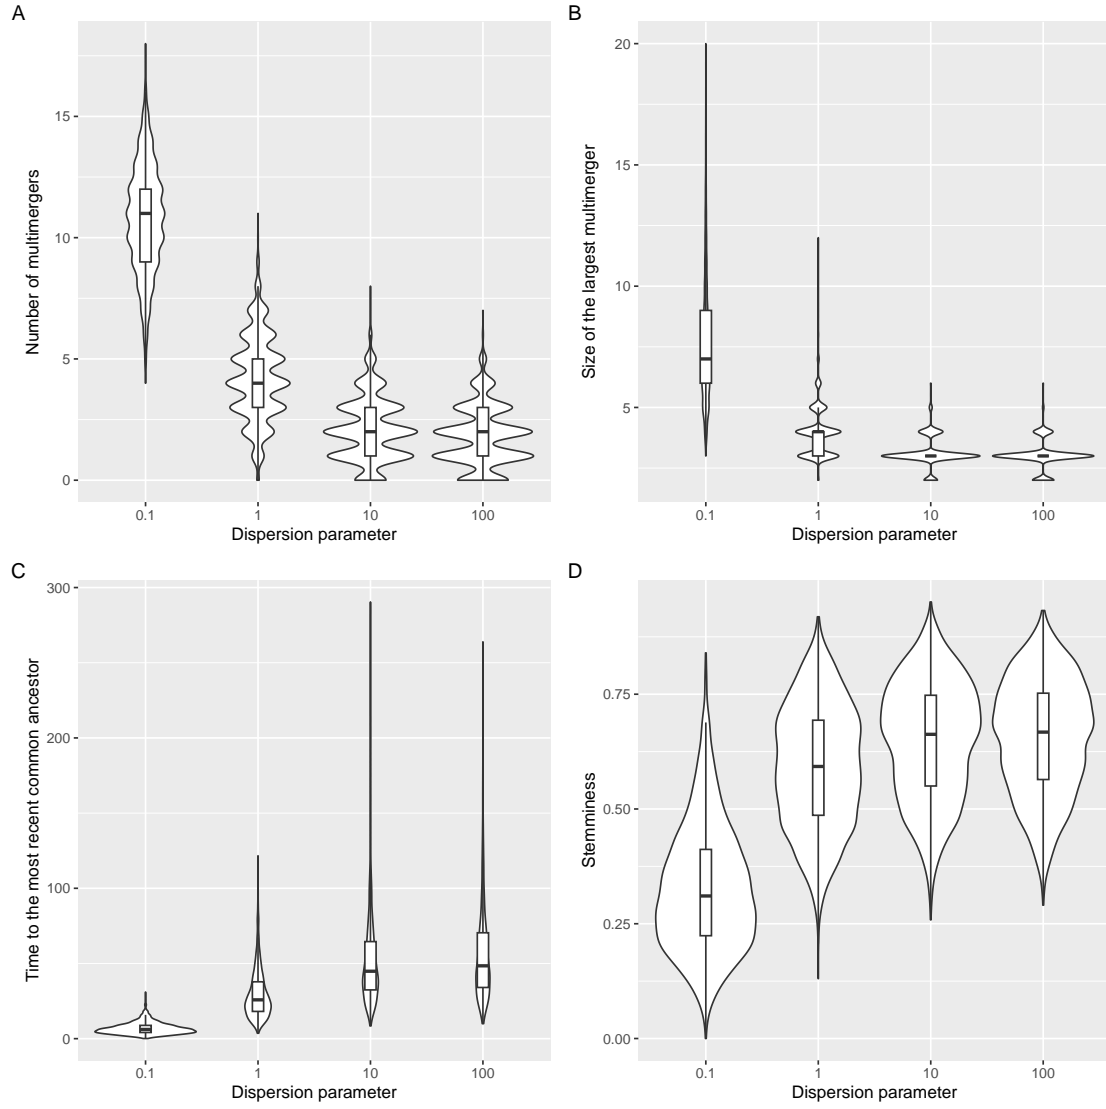 A
Number of multimergers
15
10
5
0
0.1 1 10 100
Dispersion parameter
B
Size of the largest multimerger
20
15
10
5
0.1 1 10 100
Dispersion parameter
C
Time to the most recent common ancestor
300
200
100
0
0.1 1 10 100
Dispersion parameter
D
Stemminess
0.75
0.50
0.25
0.00
0.1 1 10 100
Dispersion parameter